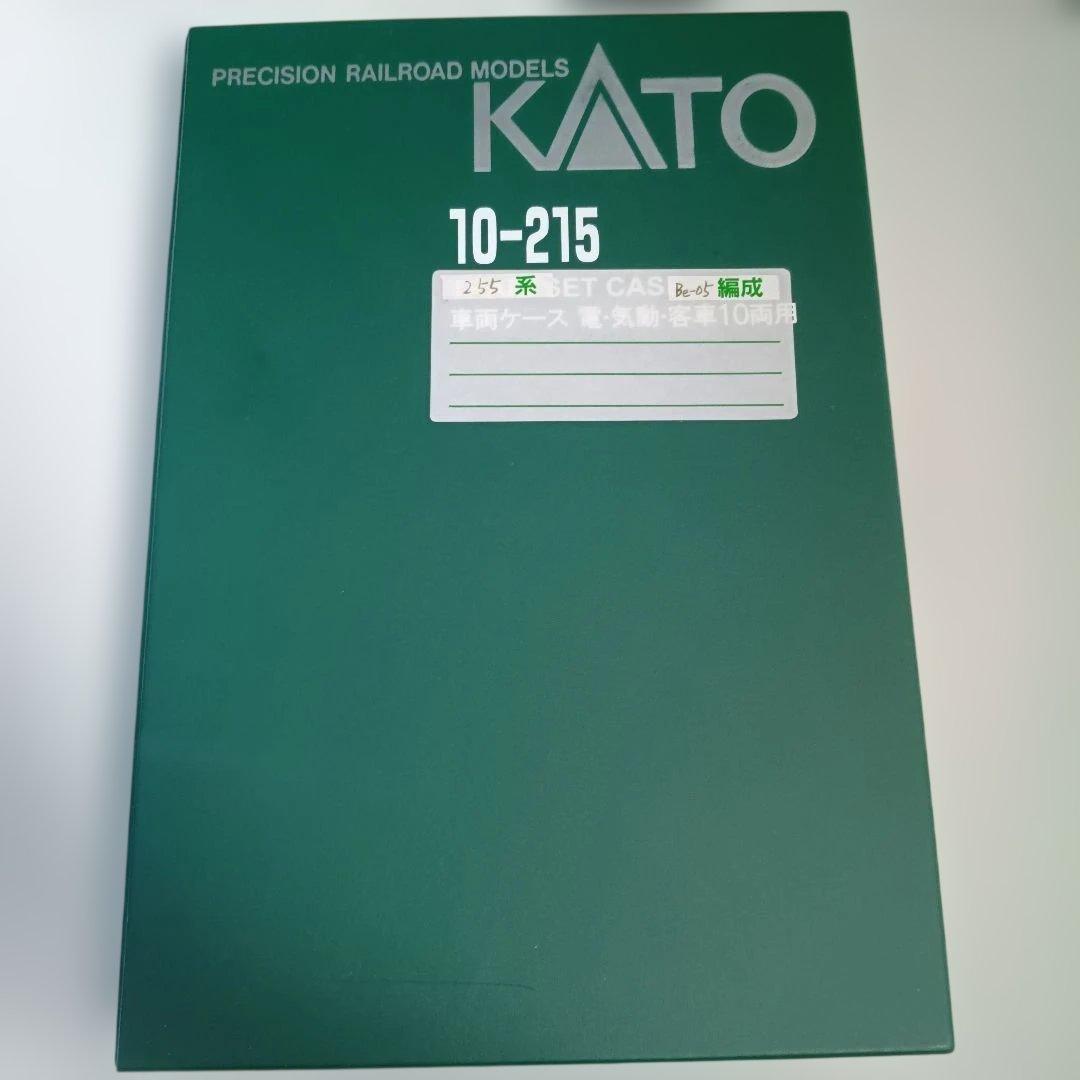 PRECISION RAILROAD MODELS
KATO
10-215
255 系 SET CAS Be-05 編成
車両ケース 電・気動・客車10両用